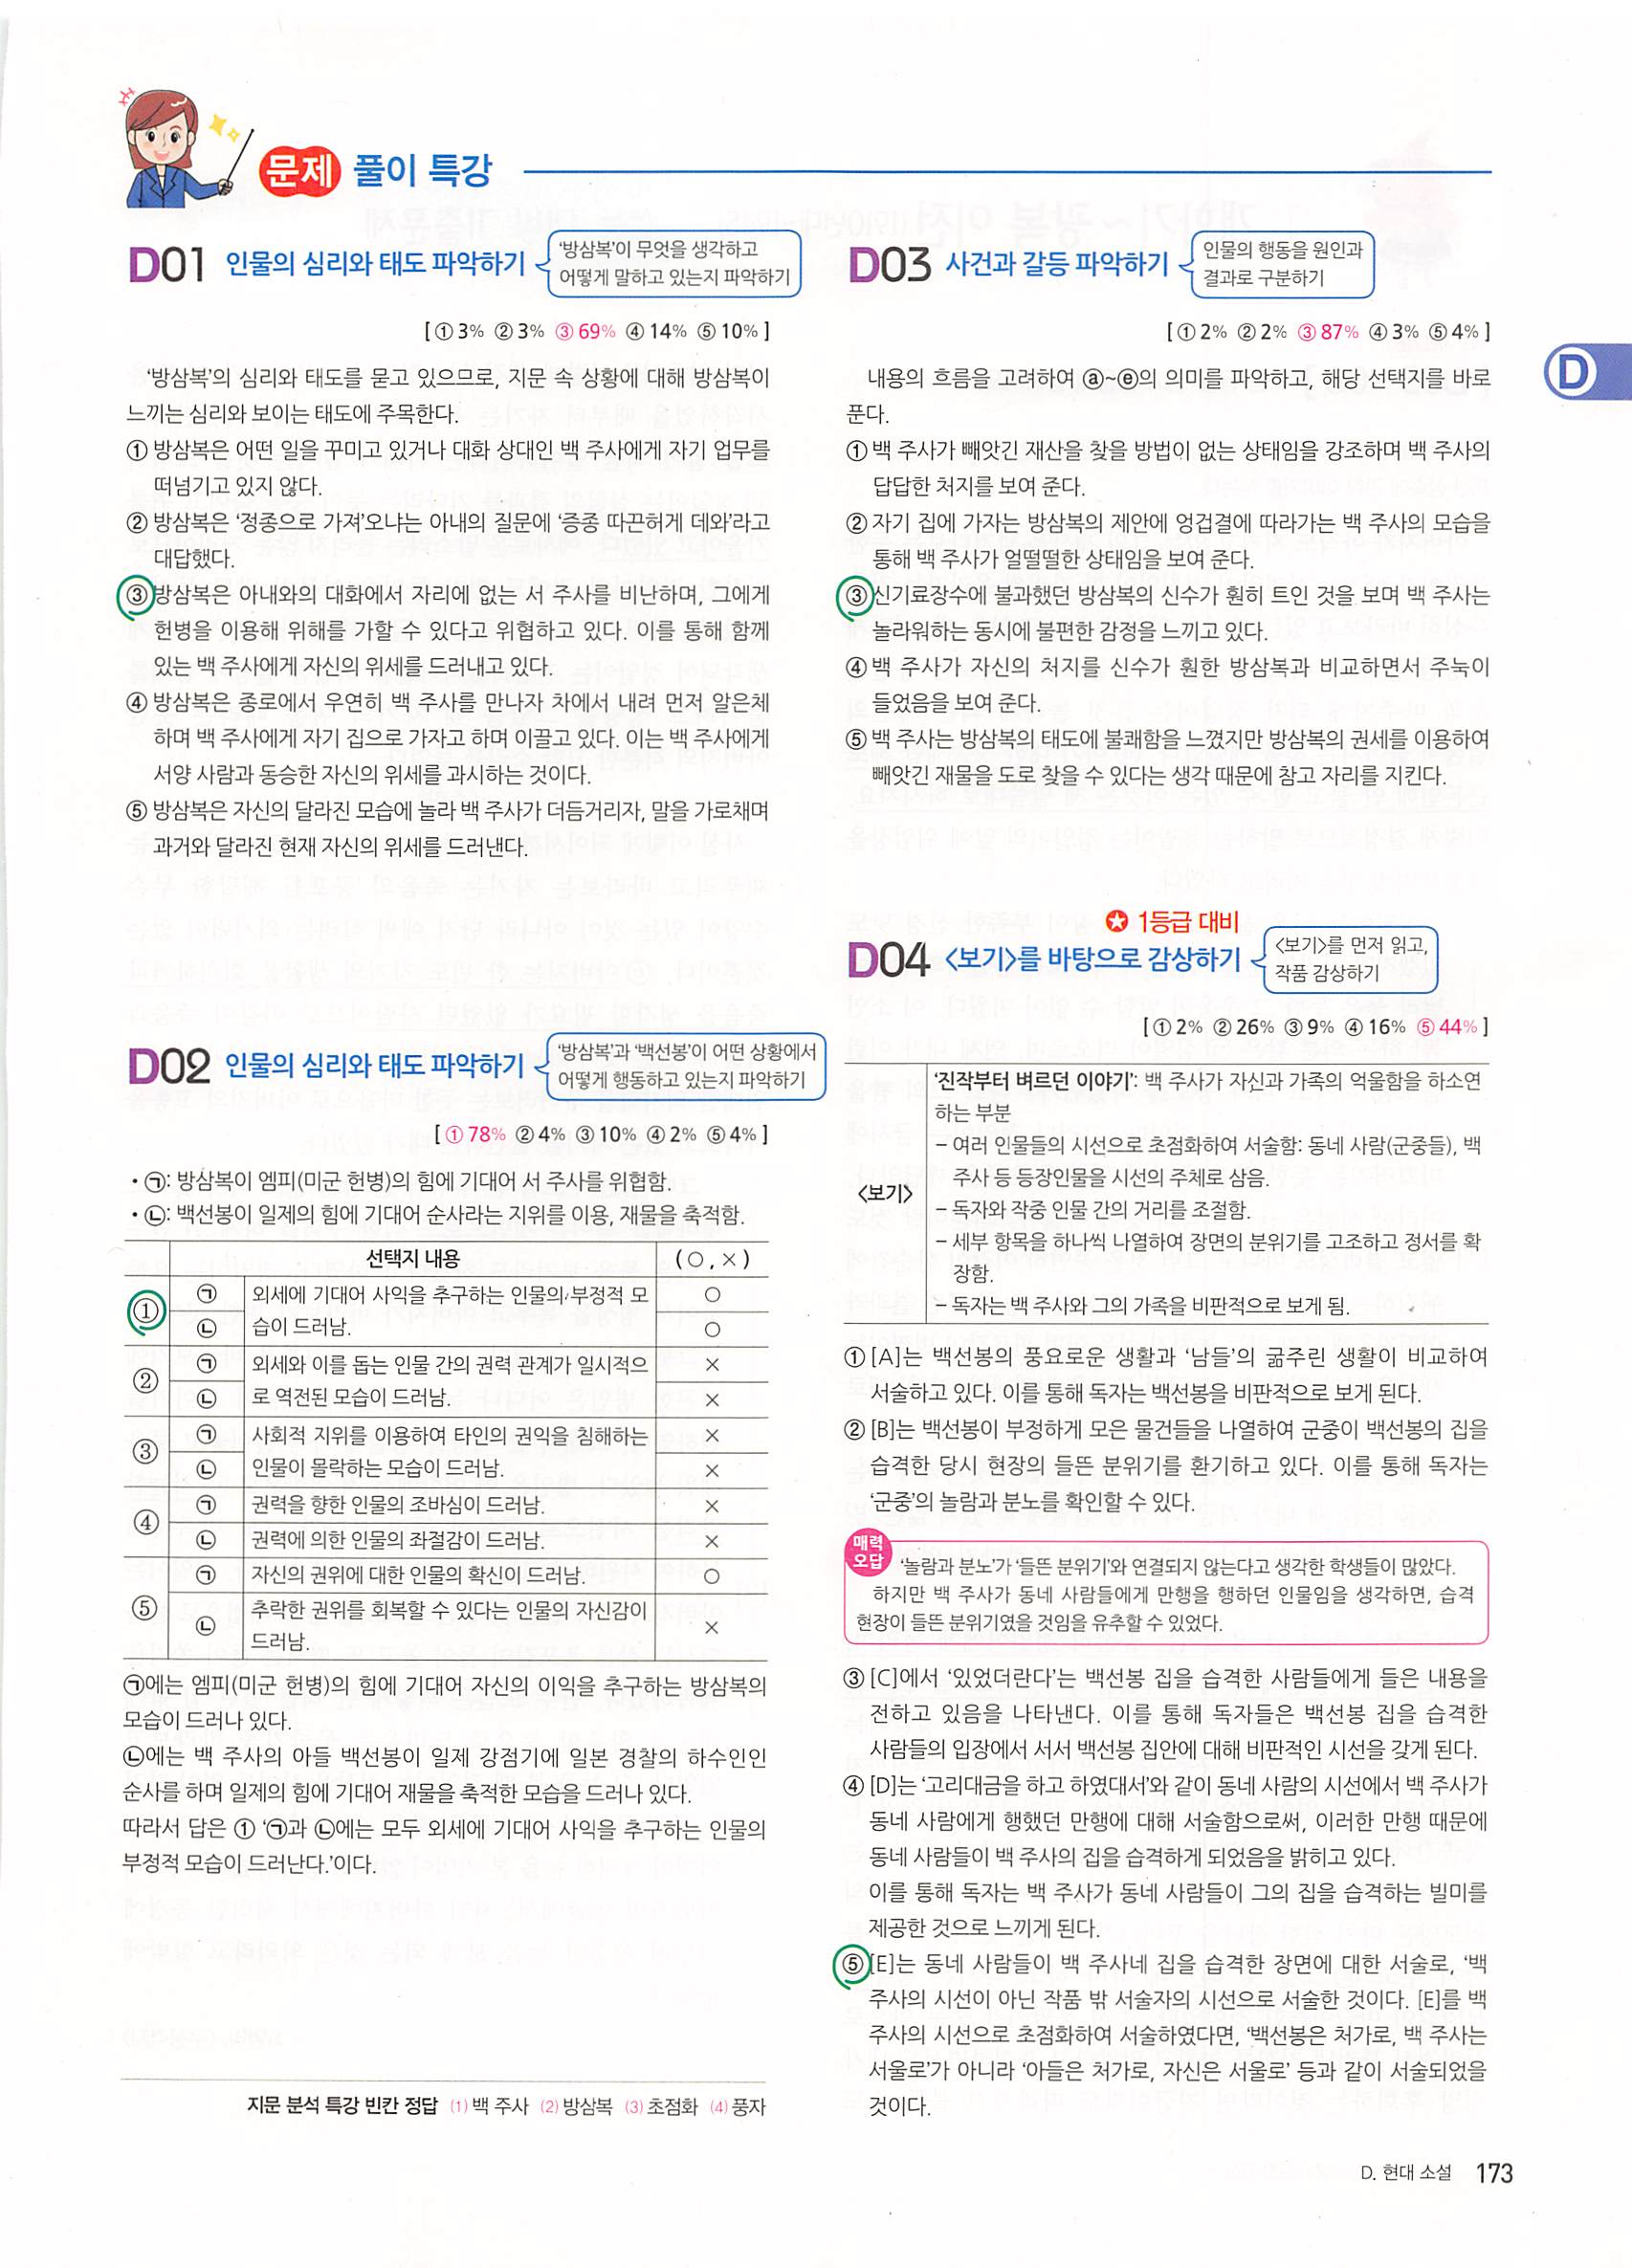 문제 풀이 특강
D01 인물의 심리와 태도 파악하기
'방삼복'이 무엇을 생각하고
어떻게 말하고 있는지 파악하기
[ ① 3% ② 3% ③ 69% ④ 14% ⑤ 10% ]
'방삼복'의 심리와 태도를 묻고 있으므로, 지문 속 상황에 대해 방삼복이
느끼는 심리와 보이는 태도에 주목한다.
① 방삼복은 어떤 일을 꾸미고 있거나 대화 상대인 백 주사에게 자기 업무를
떠넘기고 있지 않다.
② 방삼복은 '정종으로 가져'오냐는 아내의 질문에 '증종 따끈허게 데와'라고
대답했다.
③ 방삼복은 아내와의 대화에서 자리에 없는 서 주사를 비난하며, 그에게
헌병을 이용해 위해를 가할 수 있다고 위협하고 있다. 이를 통해 함께
있는 백 주사에게 자신의 위세를 드러내고 있다.
④ 방삼복은 종로에서 우연히 백 주사를 만나자 차에서 내려 먼저 알은체
하며 백 주사에게 자기 집으로 가자고 하며 이끌고 있다. 이는 백 주사에게
서양 사람과 동승한 자신의 위세를 과시하는 것이다.
⑤ 방삼복은 자신의 달라진 모습에 놀라 백 주사가 더듬거리자, 말을 가로채며
과거와 달라진 현재 자신의 위세를 드러낸다.
D02 인물의 심리와 태도 파악하기
'방삼복'과 '백선봉'이 어떤 상황에서
어떻게 행동하고 있는지 파악하기
[ ① 78% ② 4% ③ 10% ④ 2% ⑤ 4% ]
• ㉠: 방삼복이 엠피(미군 헌병)의 힘에 기대어 서 주사를 위협함.
• ㉡: 백선봉이 일제의 힘에 기대어 순사라는 지위를 이용, 재물을 축적함.
선택지 내용 (○, ×)
① ㉠ 외세에 기대어 사익을 추구하는 인물의 부정적 모 ○
㉡ 습이 드러남. ○
② ㉠ 외세와 이를 돕는 인물 간의 권력 관계가 일시적으 ×
㉡ 로 역전된 모습이 드러남. ×
③ ㉠ 사회적 지위를 이용하여 타인의 권익을 침해하는 ×
㉡ 인물이 몰락하는 모습이 드러남. ×
④ ㉠ 권력을 향한 인물의 조바심이 드러남. ×
㉡ 권력에 의한 인물의 좌절감이 드러남. ×
⑤ ㉠ 자신의 권위에 대한 인물의 확신이 드러남. ○
㉡ 추락한 권위를 회복할 수 있다는 인물의 자신감이
드러남. ×
㉠에는 엠피(미군 헌병)의 힘에 기대어 자신의 이익을 추구하는 방삼복의
모습이 드러나 있다.
㉡에는 백 주사의 아들 백선봉이 일제 강점기에 일본 경찰의 하수인인
순사를 하며 일제의 힘에 기대어 재물을 축적한 모습을 드러나 있다.
따라서 답은 ① '㉠과 ㉡에는 모두 외세에 기대어 사익을 추구하는 인물의
부정적 모습이 드러난다.'이다.
지문 분석 특강 빈칸 정답 (1) 백 주사 (2) 방삼복 (3) 초점화 (4) 풍자
D03 사건과 갈등 파악하기
인물의 행동을 원인과
결과로 구분하기
[ ① 2% ② 2% ③ 87% ④ 3% ⑤ 4% ]
내용의 흐름을 고려하여 ⓐ~ⓔ의 의미를 파악하고, 해당 선택지를 바로
푼다.
① 백 주사가 빼앗긴 재산을 찾을 방법이 없는 상태임을 강조하며 백 주사의
답답한 처지를 보여 준다.
② 자기 집에 가자는 방삼복의 제안에 엉겁결에 따라가는 백 주사의 모습을
통해 백 주사가 얼떨떨한 상태임을 보여 준다.
③ 신기료장수에 불과했던 방삼복의 신수가 훤히 트인 것을 보며 백 주사는
놀라워하는 동시에 불편한 감정을 느끼고 있다.
④ 백 주사가 자신의 처지를 신수가 훤한 방삼복과 비교하면서 주눅이
들었음을 보여 준다.
⑤ 백 주사는 방삼복의 태도에 불쾌함을 느꼈지만 방삼복의 권세를 이용하여
빼앗긴 재물을 도로 찾을 수 있다는 생각 때문에 참고 자리를 지킨다.
1등급 대비
D04 <보기>를 바탕으로 감상하기
<보기>를 먼저 읽고,
작품 감상하기
[ ① 2% ② 26% ③ 9% ④ 16% ⑤ 44% ]
<보기>
'진작부터 벼르던 이야기': 백 주사가 자신과 가족의 억울함을 하소연
하는 부분
– 여러 인물들의 시선으로 초점화하여 서술함: 동네 사람(군중들), 백
주사 등 등장인물을 시선의 주체로 삼음.
– 독자와 작중 인물 간의 거리를 조절함.
– 세부 항목을 하나씩 나열하여 장면의 분위기를 고조하고 정서를 확
장함.
– 독자는 백 주사와 그의 가족을 비판적으로 보게 됨.
① [A]는 백선봉의 풍요로운 생활과 '남들'의 굶주린 생활이 비교하여
서술하고 있다. 이를 통해 독자는 백선봉을 비판적으로 보게 된다.
② [B]는 백선봉이 부정하게 모은 물건들을 나열하여 군중이 백선봉의 집을
습격한 당시 현장의 들뜬 분위기를 환기하고 있다. 이를 통해 독자는
'군중'의 놀람과 분노를 확인할 수 있다.
매력
오답
'놀람과 분노'가 '들뜬 분위기'와 연결되지 않는다고 생각한 학생들이 많았다.
하지만 백 주사가 동네 사람들에게 만행을 행하던 인물임을 생각하면, 습격
현장이 들뜬 분위기였을 것임을 유추할 수 있었다.
③ [C]에서 '있었더란다'는 백선봉 집을 습격한 사람들에게 들은 내용을
전하고 있음을 나타낸다. 이를 통해 독자들은 백선봉 집을 습격한
사람들의 입장에서 서서 백선봉 집안에 대해 비판적인 시선을 갖게 된다.
④ [D]는 '고리대금을 하고 하였대서'와 같이 동네 사람의 시선에서 백 주사가
동네 사람에게 행했던 만행에 대해 서술함으로써, 이러한 만행 때문에
동네 사람들이 백 주사의 집을 습격하게 되었음을 밝히고 있다.
이를 통해 독자는 백 주사가 동네 사람들이 그의 집을 습격하는 빌미를
제공한 것으로 느끼게 된다.
⑤ [E]는 동네 사람들이 백 주사네 집을 습격한 장면에 대한 서술로, '백
주사의 시선이 아닌 작품 밖 서술자의 시선으로 서술한 것이다. [E]를 백
주사의 시선으로 초점화하여 서술하였다면, '백선봉은 처가로, 백 주사는
서울로'가 아니라 '아들은 처가로, 자신은 서울로' 등과 같이 서술되었을
것이다.
D
D. 현대 소설 173